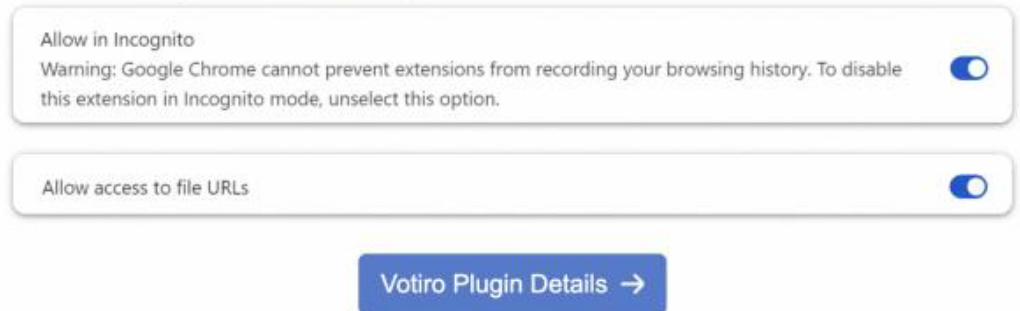 Allow in Incognito
Warning: Google Chrome cannot prevent extensions from recording your browsing history. To disable
this extension in Incognito mode, unselect this option.
Allow access to file URLs
Votiro Plugin Details →